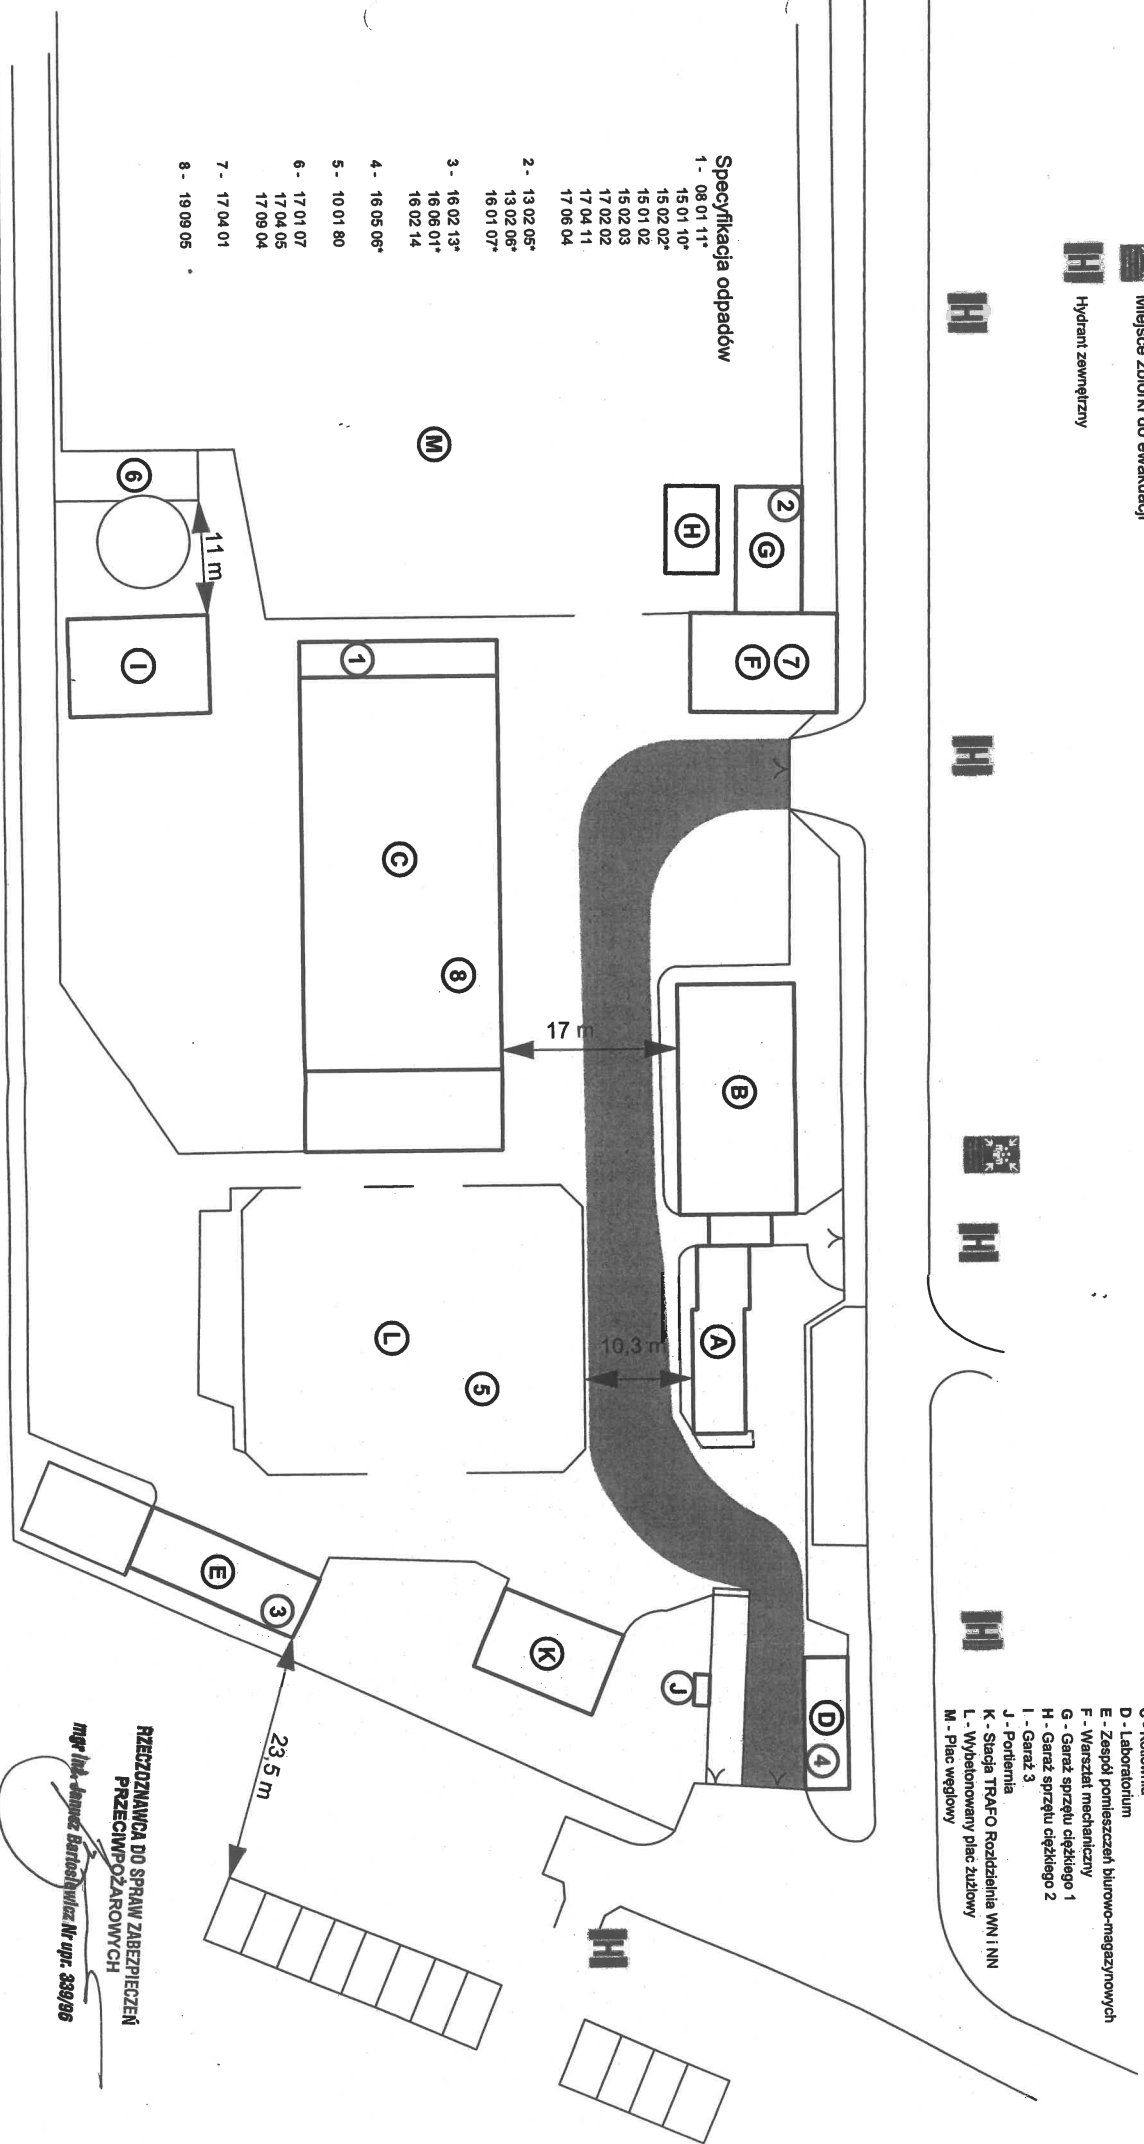 Miejsce zbiórki do ewakuacji
Hydrant zewnętrzny
D - Laboratorium
E - Zespół pomieszczeń biurowo-magazynowych
F - Warsztat mechaniczny
G - Garaż sprzętu ciężkiego 1
H - Garaż sprzętu ciężkiego 2
I - Garaż 3
J - Portiernia
K - Stacja TRAFO Rozdzielnia WN i NN
L - Wybetonowany plac żużlowy
M - Plac węglowy
Specyfikacja odpadów
1 - 08 01 11*
15 01 10*
15 02 02*
15 01 02
15 02 03
17 02 02
17 04 11
17 06 04
2 - 13 02 05*
13 02 06*
16 01 07*
3 - 16 02 13*
16 06 01*
16 02 14
4 - 16 05 06*
5 - 10 01 80
6 - 17 01 07
17 04 05
17 09 04
7 - 17 04 01
8 - 19 09 05
H
H
H
H
H
H
2
G
H
7
F
M
6
11 m
I
1
C
8
17 m
B
A
10,3 m
L
5
D
4
J
K
E
3
23,5 m
RZECZOZNAWCA DO SPRAW ZABEZPIECZEŃ
PRZECIWPOŻAROWYCH
mgr inż. Janusz Bartosiewicz Nr upr. 339/96